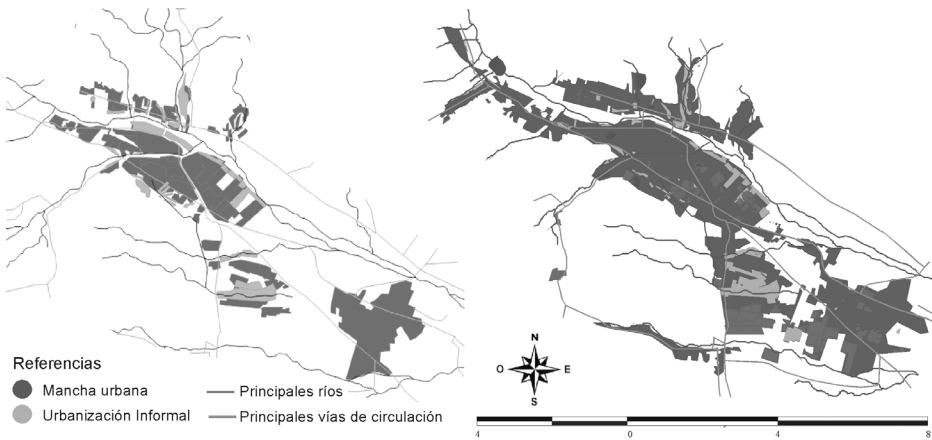 Referencias
Mancha urbana
Principales ríos
Urbanización Informal
Principales vías de circulación
N
O
E
S
4 0 4 8